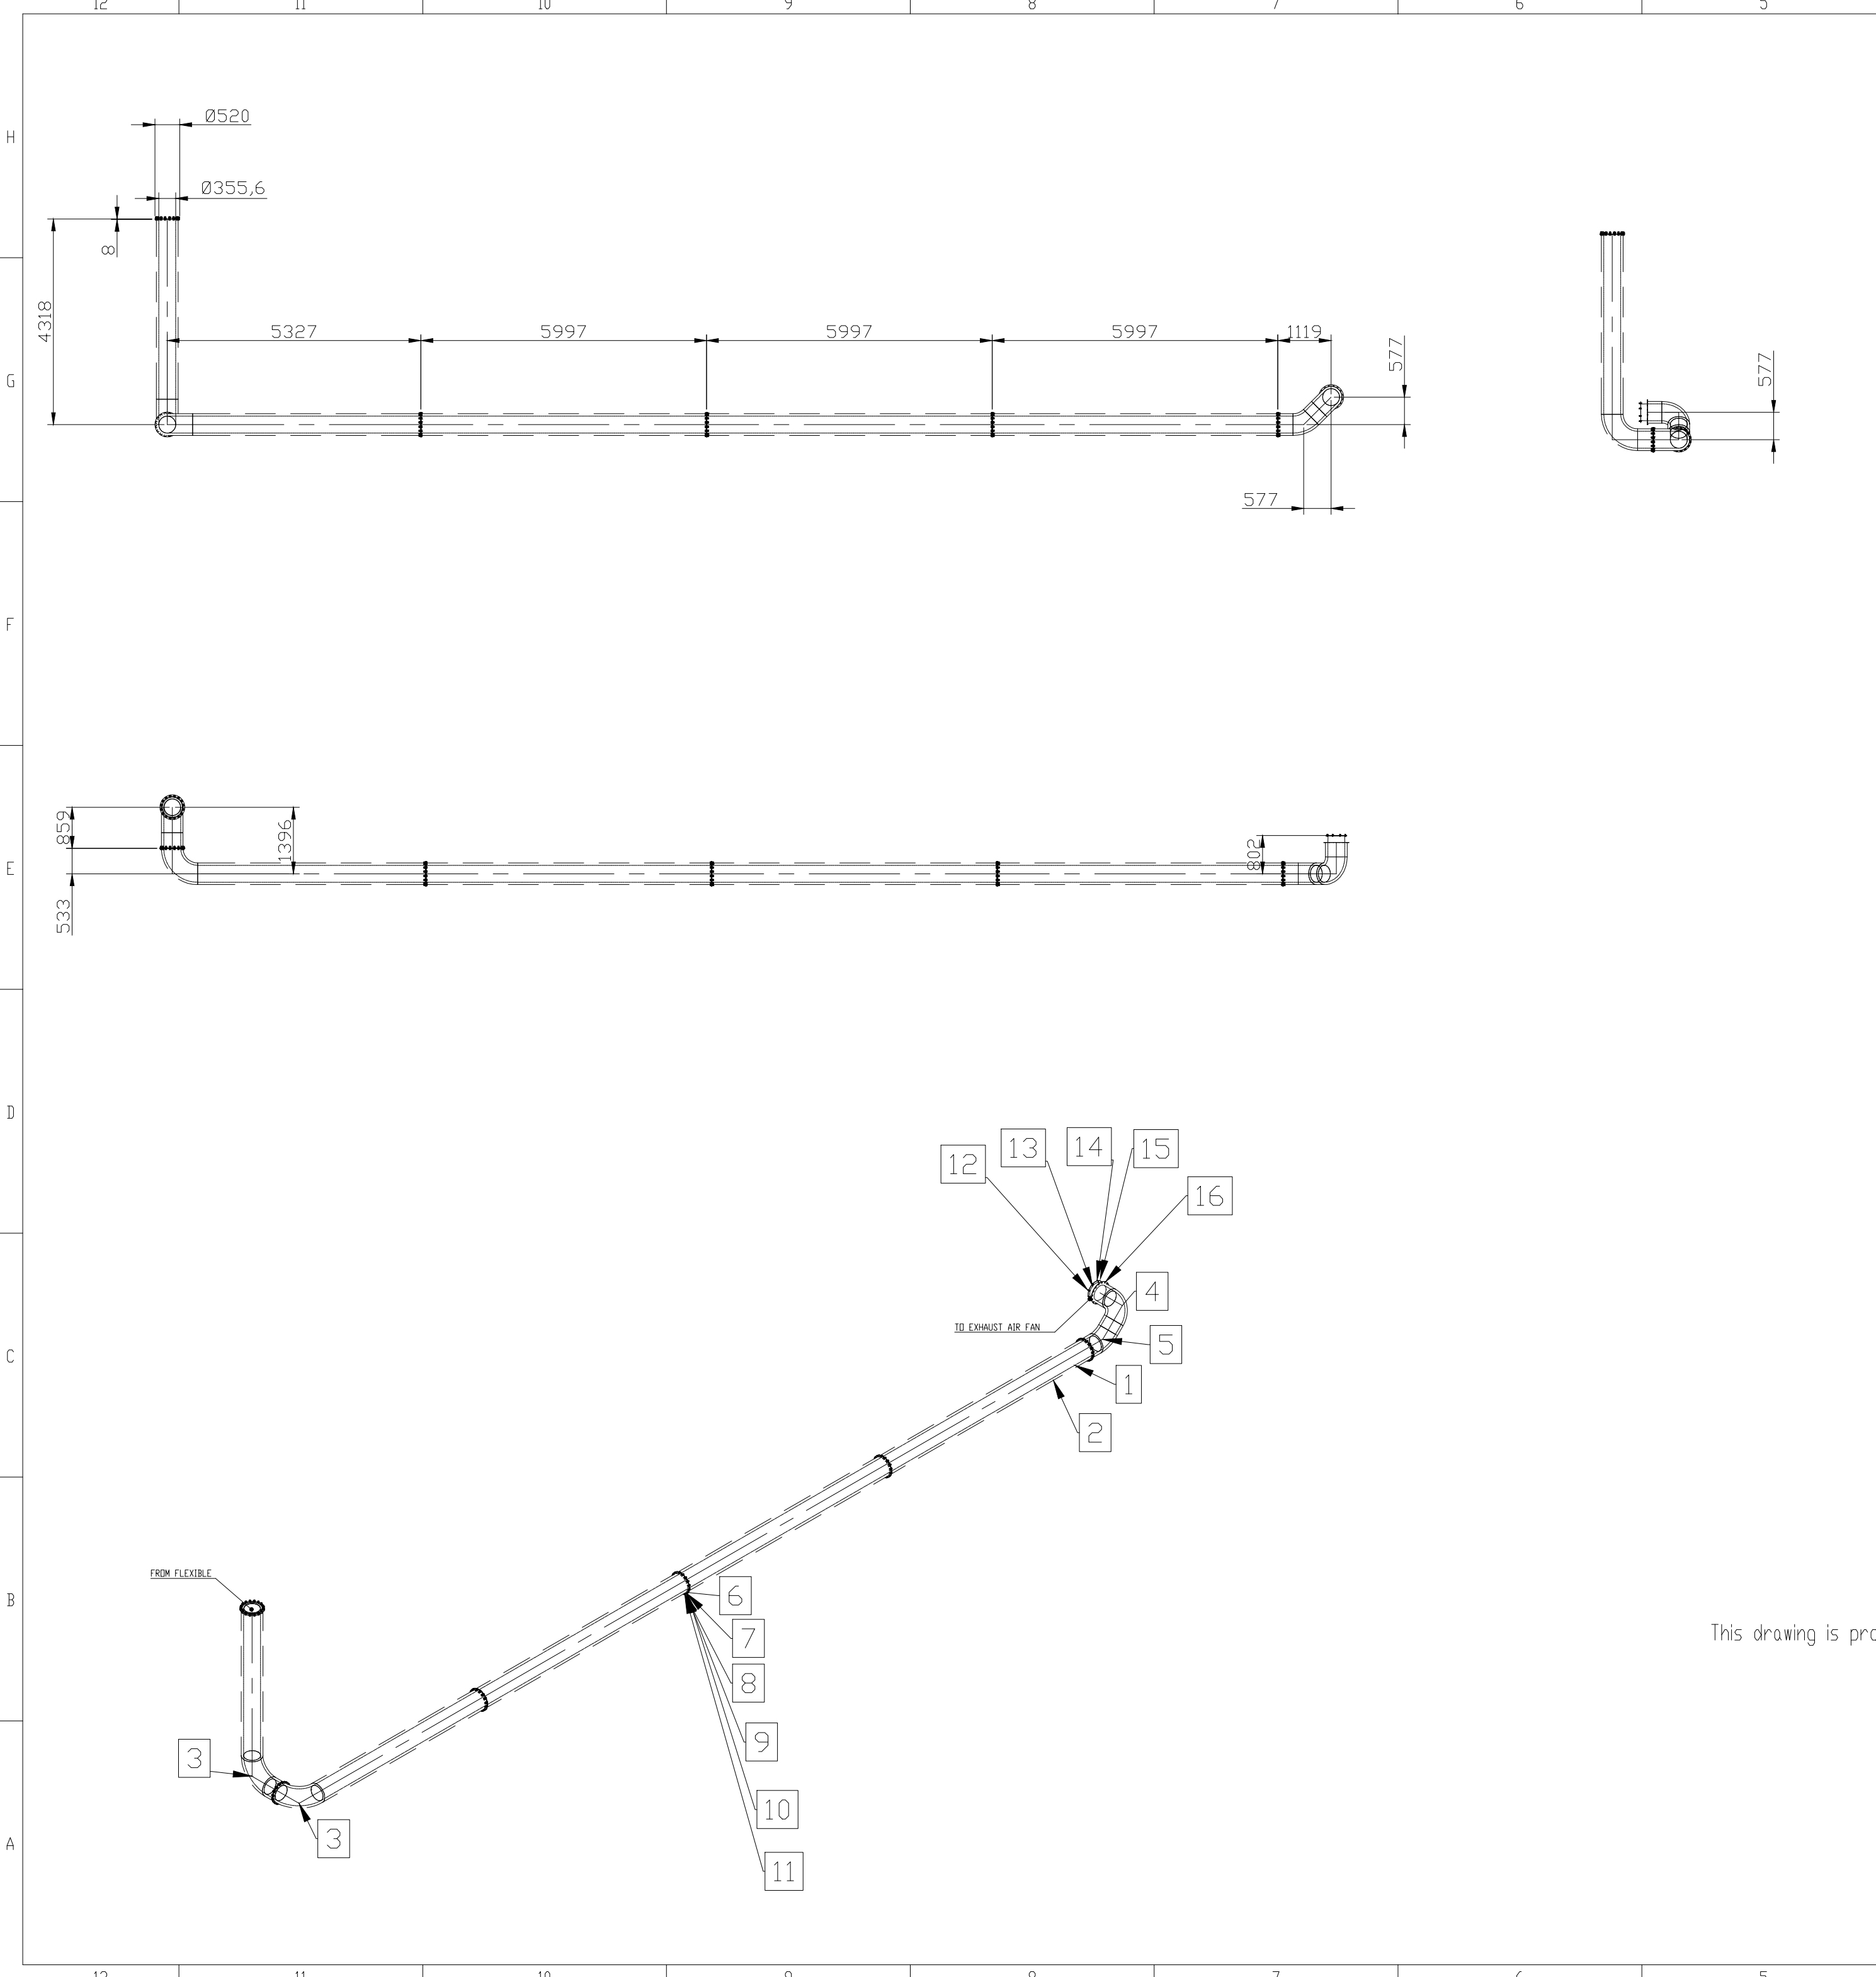 12 11 10 9 8 7 6 5
H
Ø520
Ø355,6
8
4318
5327 5997 5997 5997 1119
577
577
577
G
F
859
1396
533
802
E
D
12 13 14 15
16
4
TO EXHAUST AIR FAN
5
1
2
C
FROM FLEXIBLE
6
7
8
9
10
11
B
This drawing is pro
3
3
A
12 11 10 9 8 7 6 5